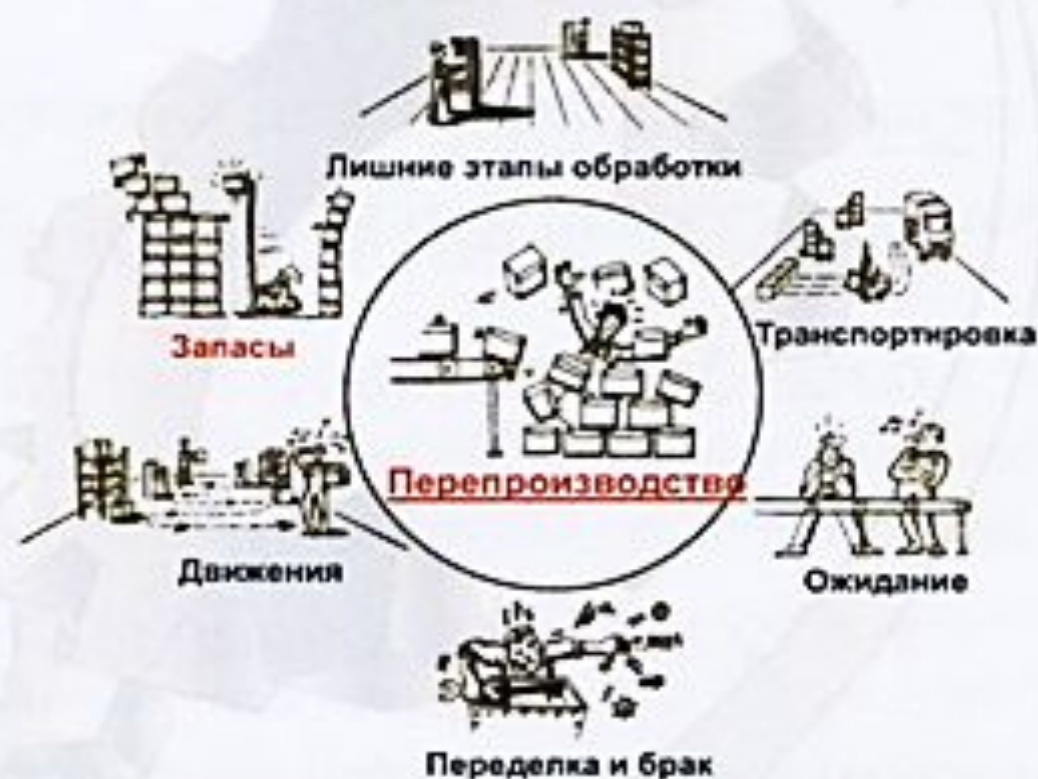 Лишние этапы обработки
Запасы
Транспортировка
Перепроизводство
Движения
Ожидание
Переделка и брак